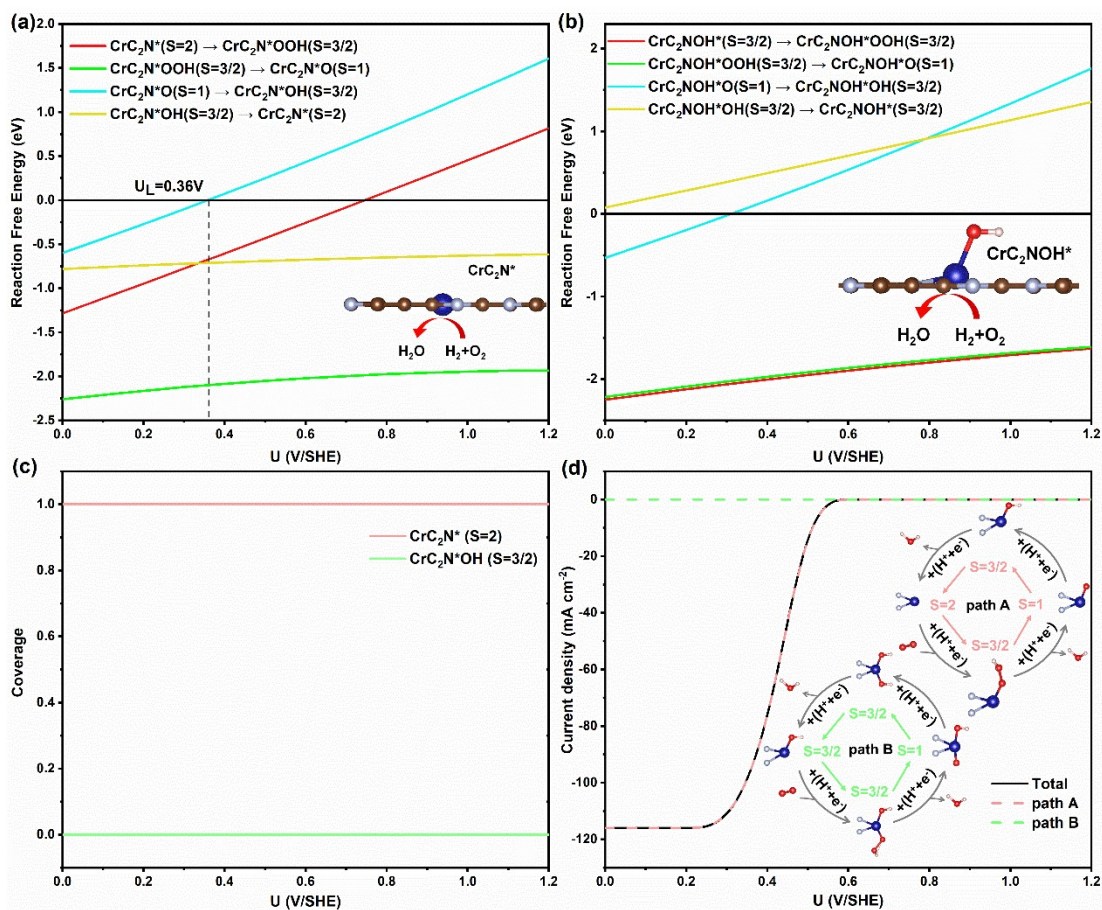 (a)
CrC₂N*(S=2) → CrC₂N*OOH(S=3/2)
CrC₂N*OOH(S=3/2) → CrC₂N*O(S=1)
CrC₂N*O(S=1) → CrC₂N*OH(S=3/2)
CrC₂N*OH(S=3/2) → CrC₂N*(S=2)
U_L=0.36V
CrC₂N*
H₂O
H₂+O₂
Reaction Free Energy (eV)
2.0
1.5
1.0
0.5
0.0
-0.5
-1.0
-1.5
-2.0
-2.5
0.0 0.2 0.4 0.6 0.8 1.0 1.2
U (V/SHE)
(b)
CrC₂NOH*(S=3/2) → CrC₂NOH*OOH(S=3/2)
CrC₂NOH*OOH(S=3/2) → CrC₂NOH*O(S=1)
CrC₂NOH*O(S=1) → CrC₂NOH*OH(S=3/2)
CrC₂NOH*OH(S=3/2) → CrC₂NOH*(S=3/2)
CrC₂NOH*
H₂O
H₂+O₂
Reaction Free Energy (eV)
2
1
0
-1
-2
0.0 0.2 0.4 0.6 0.8 1.0 1.2
U (V/SHE)
(c)
CrC₂N* (S=2)
CrC₂N*OH (S=3/2)
Coverage
1.0
0.8
0.6
0.4
0.2
0.0
0.0 0.2 0.4 0.6 0.8 1.0 1.2
U (V/SHE)
(d)
Current density (mA cm⁻²)
0
-20
-40
-60
-80
-100
-120
+(H⁺+e⁻)
+(H⁺+e⁻)
S=3/2
S=2 path A S=1
S=3/2
+(H⁺+e⁻)
+(H⁺+e⁻)
+(H⁺+e⁻)
+(H⁺+e⁻)
S=3/2
S=3/2 path B S=1
S=3/2
+(H⁺+e⁻)
+(H⁺+e⁻)
Total
path A
path B
0.0 0.2 0.4 0.6 0.8 1.0 1.2
U (V/SHE)